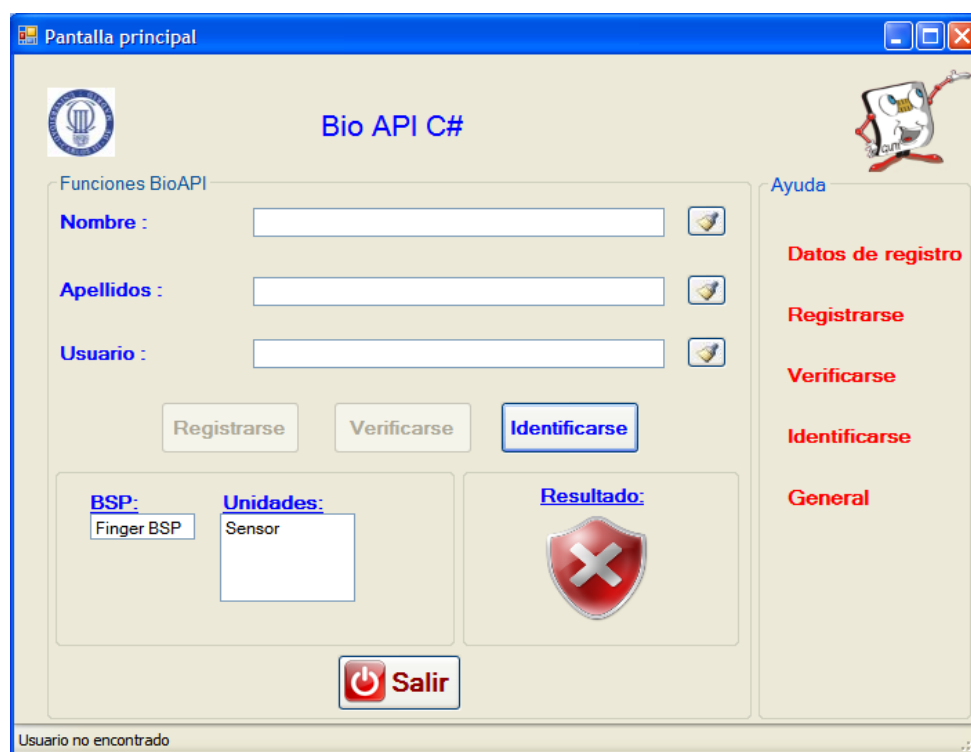 Pantalla principal
Bio API C#
Funciones BioAPI
Nombre :
Apellidos :
Usuario :
Registrarse
Verificarse
Identificarse
BSP:
Finger BSP
Unidades:
Sensor
Resultado:
Salir
Ayuda
Datos de registro
Registrarse
Verificarse
Identificarse
General
Usuario no encontrado